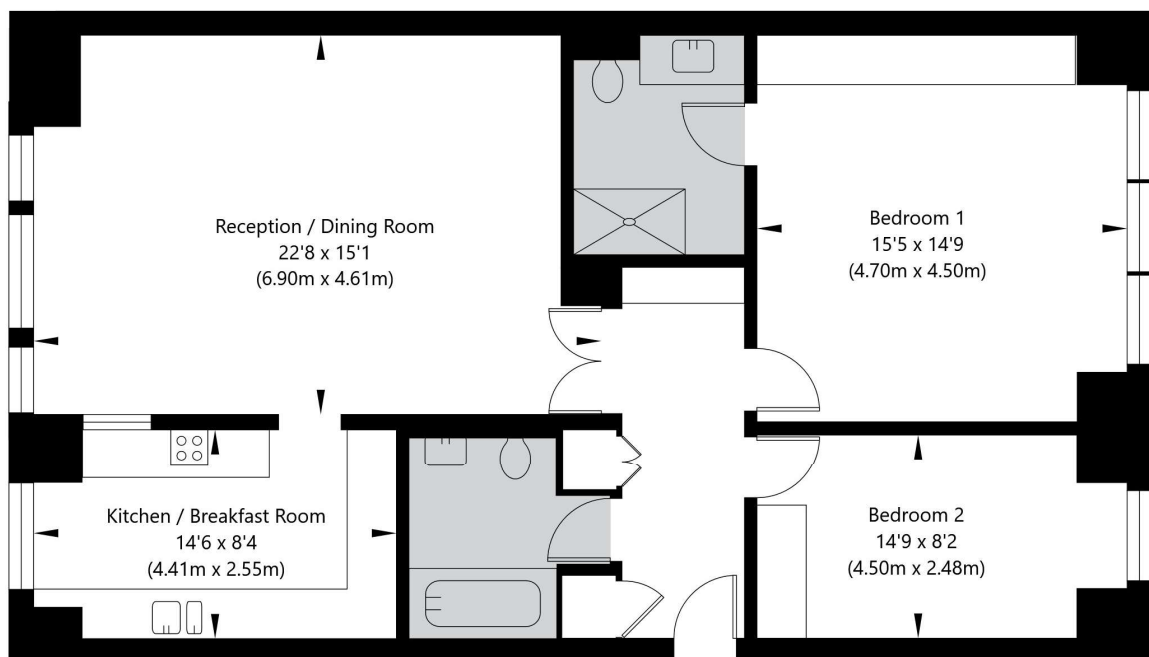 Reception / Dining Room
22'8 x 15'1
(6.90m x 4.61m)
Bedroom 1
15'5 x 14'9
(4.70m x 4.50m)
Kitchen / Breakfast Room
14'6 x 8'4
(4.41m x 2.55m)
Bedroom 2
14'9 x 8'2
(4.50m x 2.48m)